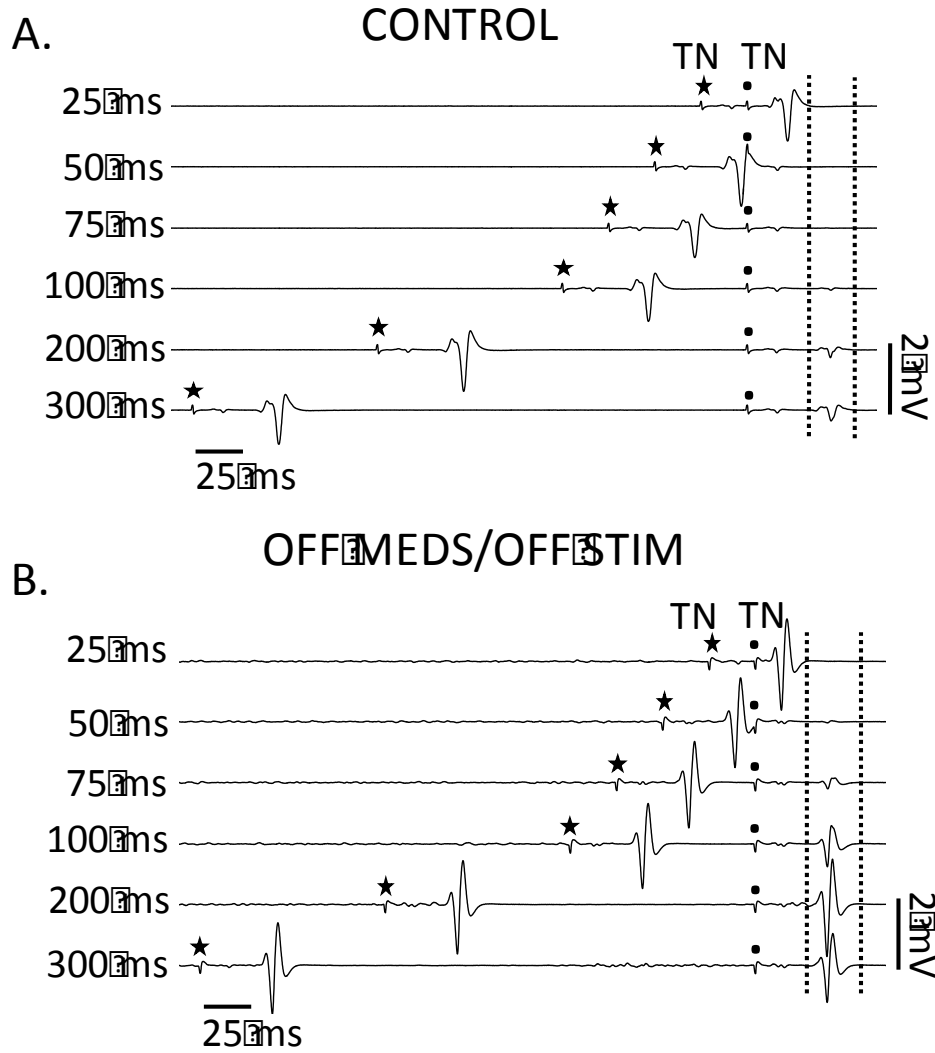 A.
CONTROL
TN TN
25⍰ms
50⍰ms
75⍰ms
100⍰ms
200⍰ms
300⍰ms
2⍰mV
25⍰ms
OFF⍰MEDS/OFF⍰STIM
B.
TN TN
25⍰ms
50⍰ms
75⍰ms
100⍰ms
200⍰ms
300⍰ms
2⍰mV
25⍰ms